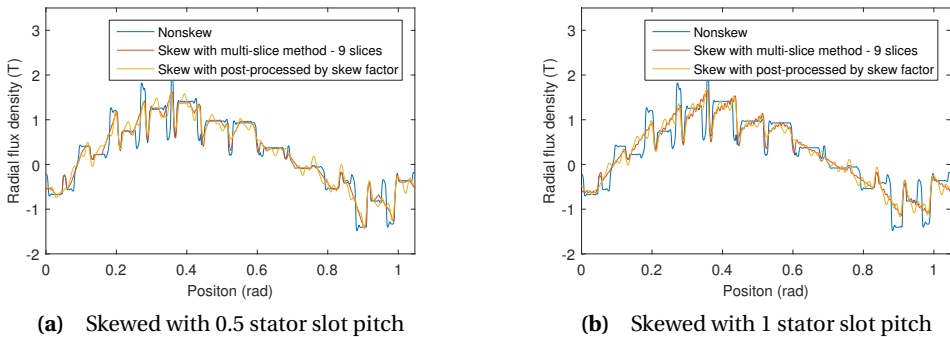 3
2
1
0
-1
-2
Radial flux density (T)
Nonskew
Skew with multi-slice method - 9 slices
Skew with post-processed by skew factor
0 0.2 0.4 0.6 0.8 1
Positon (rad)
(a) Skewed with 0.5 stator slot pitch
3
2
1
0
-1
-2
Radial flux density (T)
Nonskew
Skew with multi-slice method - 9 slices
Skew with post-processed by skew factor
0 0.2 0.4 0.6 0.8 1
Positon (rad)
(b) Skewed with 1 stator slot pitch